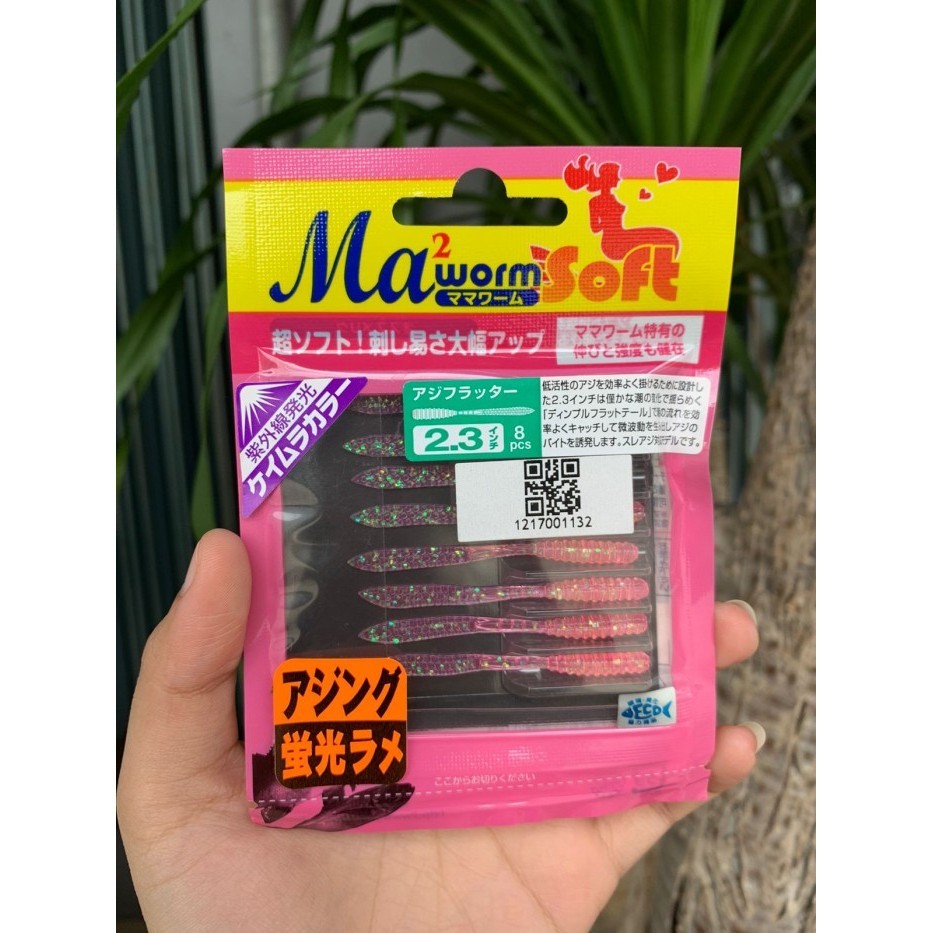 Ma² worm Soft
ママワーム
超ソフト!刺し易さ大幅アップ
ママワーム特有の
伸びと強度も健在
紫外線発光
ケイムラカラー
アジフラッター
2.3インチ 8 pcs
低活性のアジを効率よく掛けるために設計し
た2.3インチは僅かな潮の変化で揺らめく
「ディンプルフラットテール」で潮の流れを効
率よくキャッチして微波動を生出しアジの
バイトを誘発します。スレアジ対応モデルです。
1217001132
アジング
蛍光ラメ
ECO
ここからお切りください